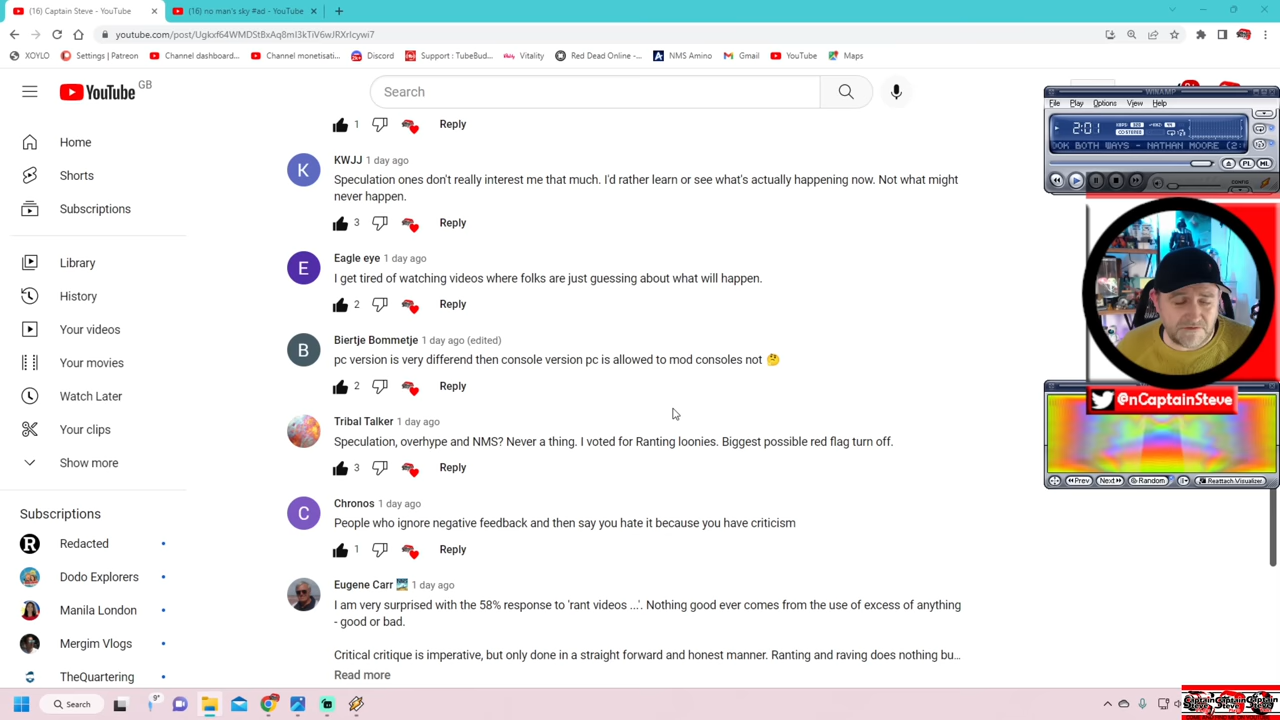 (16) Captain Steve - YouTube
(16) no man's sky #ad - YouTube
youtube.com/post/Ugkxf64WMDStBxAq8mI3kTiV6wJRXrlcywi7
XOYLO
Settings | Patreon
Channel dashboard...
Channel monetisati...
Discord
Support : TubeBud...
Vitality
Red Dead Online -...
NMS Amino
Gmail
YouTube
Maps
YouTube GB
Search
Home
Shorts
Subscriptions
Library
History
Your videos
Your movies
Watch Later
Your clips
Show more
Subscriptions
Redacted
Dodo Explorers
Manila London
Mergim Vlogs
TheQuartering
1 Reply
KWJJ 1 day ago
Speculation ones don't really interest me that much. I'd rather learn or see what's actually happening now. Not what might
never happen.
3 Reply
Eagle eye 1 day ago
I get tired of watching videos where folks are just guessing about what will happen.
2 Reply
Biertje Bommetje 1 day ago (edited)
pc version is very differend then console version pc is allowed to mod consoles not 🤔
2 Reply
Tribal Talker 1 day ago
Speculation, overhype and NMS? Never a thing. I voted for Ranting loonies. Biggest possible red flag turn off.
3 Reply
Chronos 1 day ago
People who ignore negative feedback and then say you hate it because you have criticism
1 Reply
Eugene Carr 1 day ago
I am very surprised with the 58% response to 'rant videos ...'. Nothing good ever comes from the use of excess of anything
- good or bad.
Critical critique is imperative, but only done in a straight forward and honest manner. Ranting and raving does nothing bu...
Read more
WINAMP
File Play Options View Help
2:01
OOK BOTH WAYS - NATHAN MOORE (2:
@nCaptainSteve
Prev
Next
Random
Reattach Visualizer
9°
Search